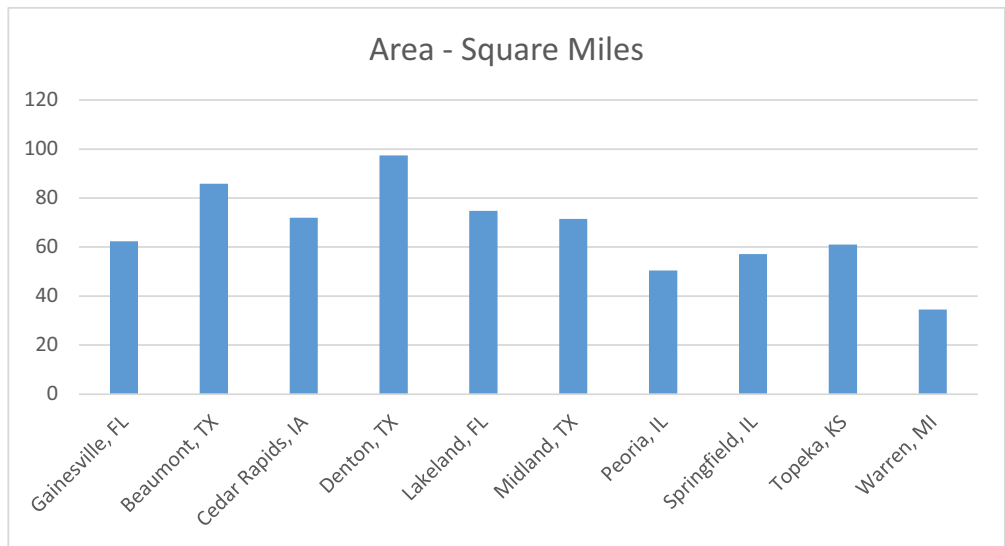 Area - Square Miles
120
100
80
60
40
20
0
Gainesville, FL
Beaumont, TX
Cedar Rapids, IA
Denton, TX
Lakeland, FL
Midland, TX
Peoria, IL
Springfield, IL
Topeka, KS
Warren, MI